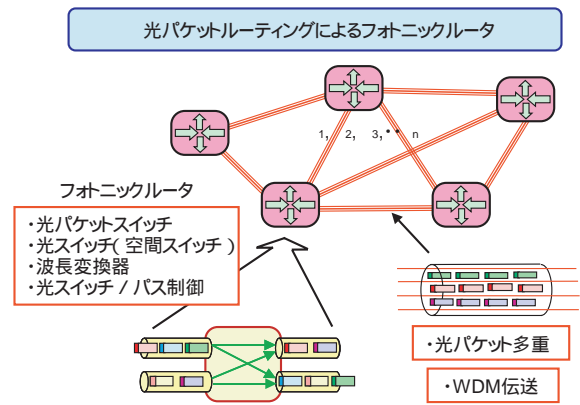 光パケットルーティングによるフォトニックルータ
1, 2, 3,・・ n
フォトニックルータ
・光パケットスイッチ
・光スイッチ( 空間スイッチ )
・波長変換器
・光スイッチ / パス制御
・光パケット多重
・WDM伝送